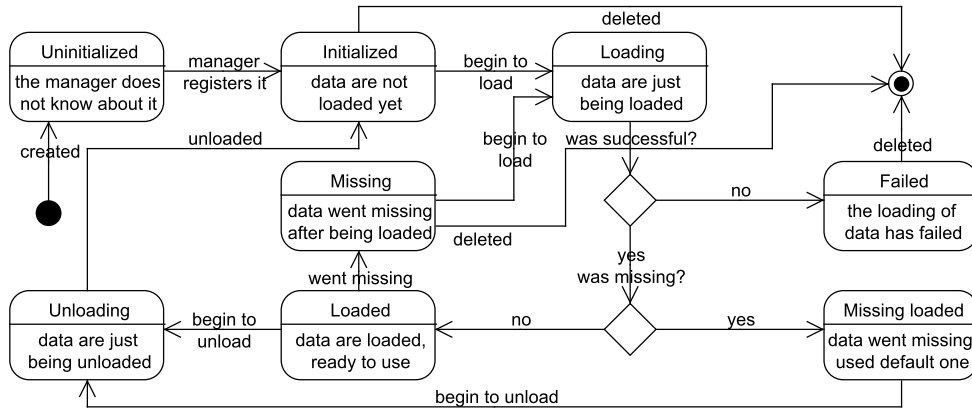 deleted
Uninitialized
the manager does
not know about it
manager
registers it
Initialized
data are not
loaded yet
begin to
load
Loading
data are just
being loaded
created
unloaded
begin to
load
was successful?
deleted
Missing
data went missing
after being loaded
deleted
no
Failed
the loading of
data has failed
yes
was missing?
went missing
Unloading
data are just
being unloaded
begin to
unload
Loaded
data are loaded,
ready to use
no
yes
Missing loaded
data went missing,
used default one
begin to unload